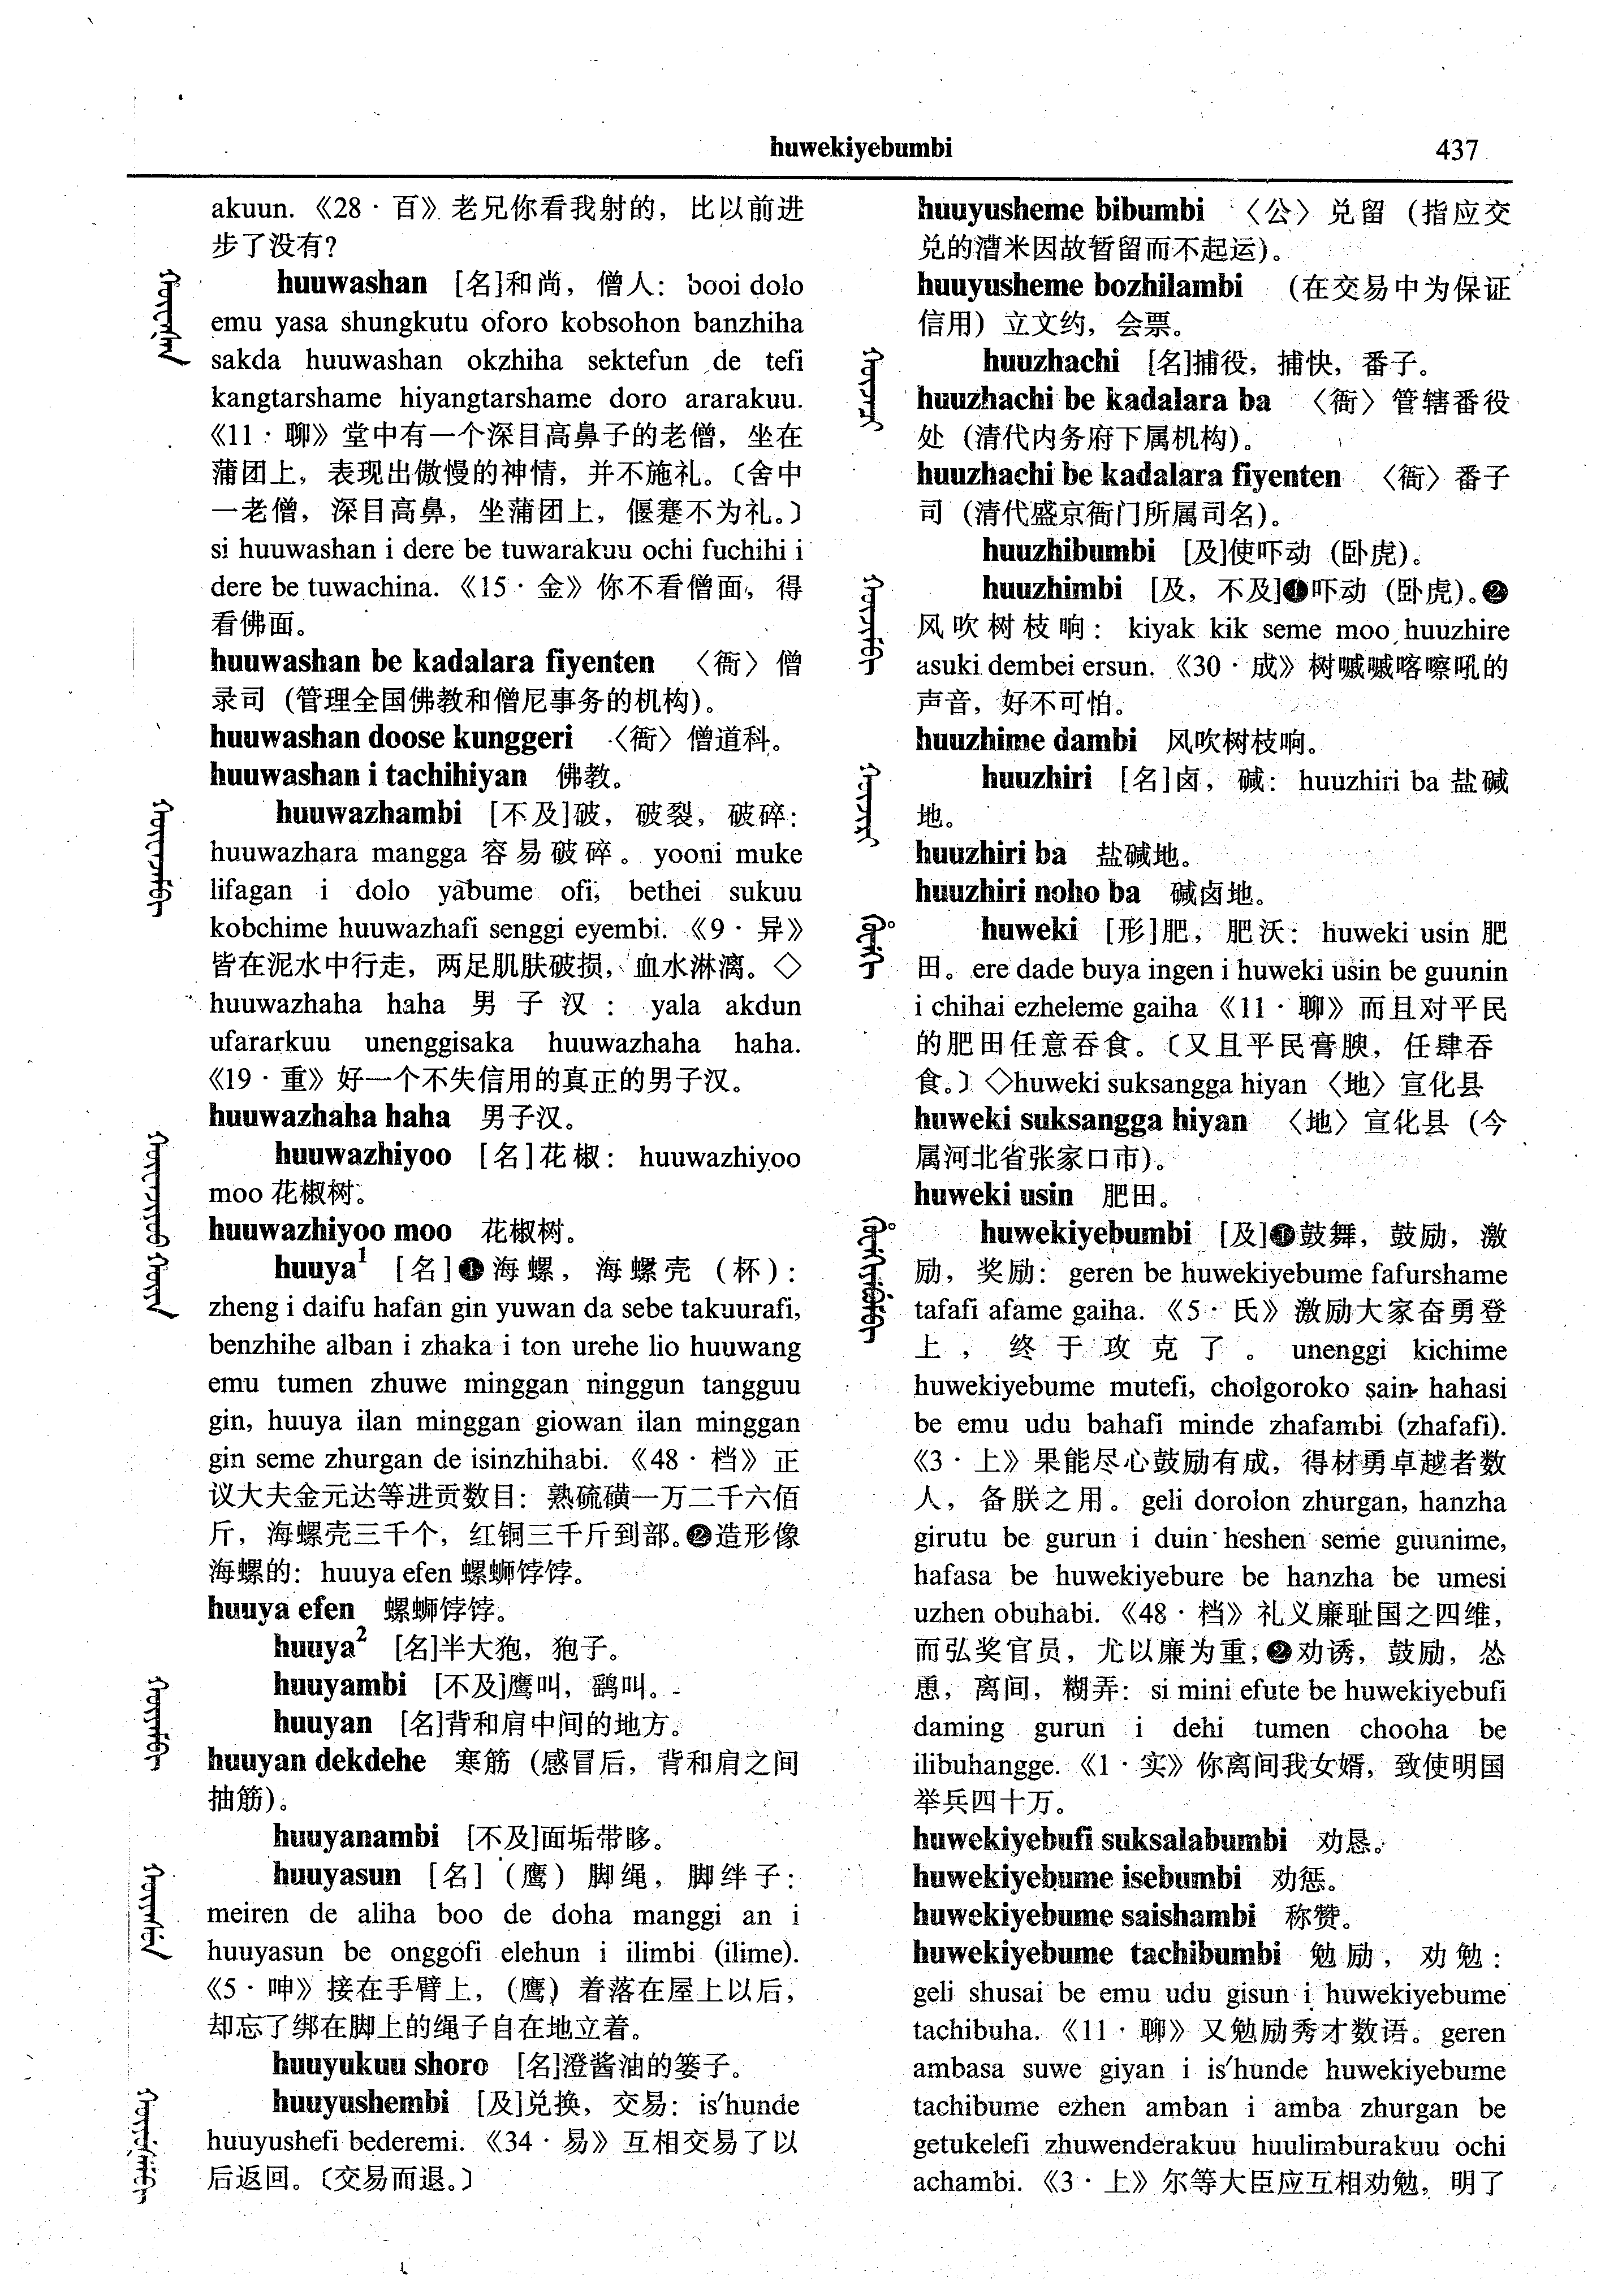 huwekiyebumbi
437
akuun.《28·百》老兄你看我射的，比以前进
步了没有？
huuwashan [名]和尚，僧人：booi dolo
emu yasa shungkutu oforo kobsohon banzhiha
sakda huuwashan okzhiha sektefun de tefi
kangtarshame hiyangtarshame doro ararakuu.
《11·聊》堂中有一个深目高鼻子的老僧，坐在
蒲团上，表现出傲慢的神情，并不施礼。〔舍中
一老僧，深目高鼻，坐蒲团上，偃蹇不为礼。〕
si huuwashan i dere be tuwarakuu ochi fuchihi i
dere be tuwachina.《15·金》你不看僧面，得
看佛面。
huuwashan be kadalara fiyenten 〈衙〉僧
录司（管理全国佛教和僧尼事务的机构）。
huuwashan doose kunggeri 〈衙〉僧道科。
huuwashan i tachihiyan 佛教。
huuwazhambi [不及]破，破裂，破碎：
huuwazhara mangga 容易破碎。yooni muke
lifagan i dolo yabume ofi, bethei sukuu
kobchime huuwazhafi senggi eyembi.《9·异》
皆在泥水中行走，两足肌肤破损，血水淋漓。◇
huuwazhaha haha 男子汉：yala akdun
ufararkuu unenggisaka huuwazhaha haha.
《19·重》好一个不失信用的真正的男子汉。
huuwazhaha haha 男子汉。
huuwazhiyoo [名]花椒：huuwazhiyoo
moo 花椒树。
huuwazhiyoo moo 花椒树。
huuya¹ [名]❶海螺，海螺壳（杯）：
zheng i daifu hafan gin yuwan da sebe takuurafi,
benzhihe alban i zhaka i ton urehe lio huuwang
emu tumen zhuwe minggan ninggun tangguu
gin, huuya ilan minggan giowan ilan minggan
gin seme zhurgan de isinzhihabi.《48·档》正
议大夫金元达等进贡数目：熟硫磺一万二千六佰
斤，海螺壳三千个，红铜三千斤到部。❷造形像
海螺的：huuya efen 螺蛳饽饽。
huuya efen 螺蛳饽饽。
huuya² [名]半大狍，狍子。
huuyambi [不及]鹰叫，鹞叫。
huuyan [名]背和肩中间的地方。
huuyan dekdehe 寒筋（感冒后，背和肩之间
抽筋）。
huuyanambi [不及]面垢带眵。
huuyasun [名]（鹰）脚绳，脚绊子：
meiren de aliha boo de doha manggi an i
huuyasun be onggofi elehun i ilimbi (ilime).
《5·呻》接在手臂上，（鹰）着落在屋上以后，
却忘了绑在脚上的绳子自在地立着。
huuyukuu shoro [名]澄酱油的篓子。
huuyushembi [及]兑换，交易：is'hunde
huuyushefi bederemi.《34·易》互相交易了以
后返回。〔交易而退。〕
huuyusheme bibumbi 〈公〉兑留（指应交
兑的漕米因故暂留而不起运）。
huuyusheme bozhilambi （在交易中为保证
信用）立文约，会票。
huuzhachi [名]捕役，捕快，番子。
huuzhachi be kadalara ba 〈衙〉管辖番役
处（清代内务府下属机构）。
huuzhachi be kadalara fiyenten 〈衙〉番子
司（清代盛京衙门所属司名）。
huuzhibumbi [及]使吓动（卧虎）。
huuzhimbi [及，不及]❶吓动（卧虎）。❷
风吹树枝响：kiyak kik seme moo huuzhire
asuki dembei ersun.《30·成》树喊喊喀嚓吼的
声音，好不可怕。
huuzhime dambi 风吹树枝响。
huuzhiri [名]卤，碱：huuzhiri ba 盐碱
地。
huuzhiri ba 盐碱地。
huuzhiri noho ba 碱卤地。
huweki [形]肥，肥沃：huweki usin 肥
田。ere dade buya ingen i huweki usin be guunin
i chihai ezheleme gaiha《11·聊》而且对平民
的肥田任意吞食。〔又且平民膏腴，任肆吞
食。〕◇huweki suksangga hiyan〈地〉宣化县
huweki suksangga hiyan 〈地〉宣化县（今
属河北省张家口市）。
huweki usin 肥田。
huwekiyebumbi [及]❶鼓舞，鼓励，激
励，奖励：geren be huwekiyebume fafurshame
tafafi afame gaiha.《5·氏》激励大家奋勇登
上，终于攻克了。unenggi kichime
huwekiyebume mutefi, cholgoroko sain hahasi
be emu udu bahafi minde zhafambi (zhafafi).
《3·上》果能尽心鼓励有成，得材勇卓越者数
人，备朕之用。geli dorolon zhurgan, hanzha
girutu be gurun i duin heshen seme guunime,
hafasa be huwekiyebure be hanzha be umesi
uzhen obuhabi.《48·档》礼义廉耻国之四维，
而弘奖官员，尤以廉为重；❷劝诱，鼓励，怂
恿，离间，糊弄：si mini efute be huwekiyebufi
daming gurun i dehi tumen chooha be
ilibuhangge.《1·实》你离间我女婿，致使明国
举兵四十万。
huwekiyebufi suksalabumbi 劝恳。
huwekiyebume isebumbi 劝惩。
huwekiyebume saishambi 称赞。
huwekiyebume tachibumbi 勉励，劝勉：
geli shusai be emu udu gisun i huwekiyebume
tachibuha.《11·聊》又勉励秀才数语。geren
ambasa suwe giyan i is'hunde huwekiyebume
tachibume ezhen amban i amba zhurgan be
getukelefi zhuwenderakuu huulimburakuu ochi
achambi.《3·上》尔等大臣应互相劝勉，明了